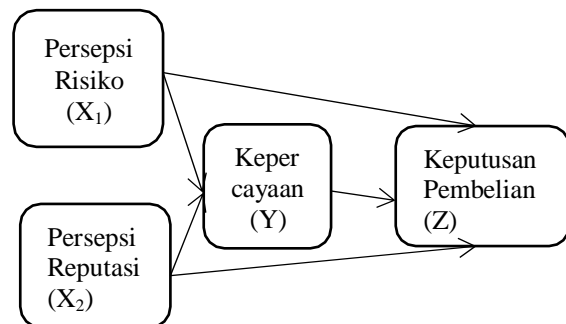 Persepsi
Risiko
(X₁)
Keper
cayaan
(Y)
Keputusan
Pembelian
(Z)
Persepsi
Reputasi
(X₂)